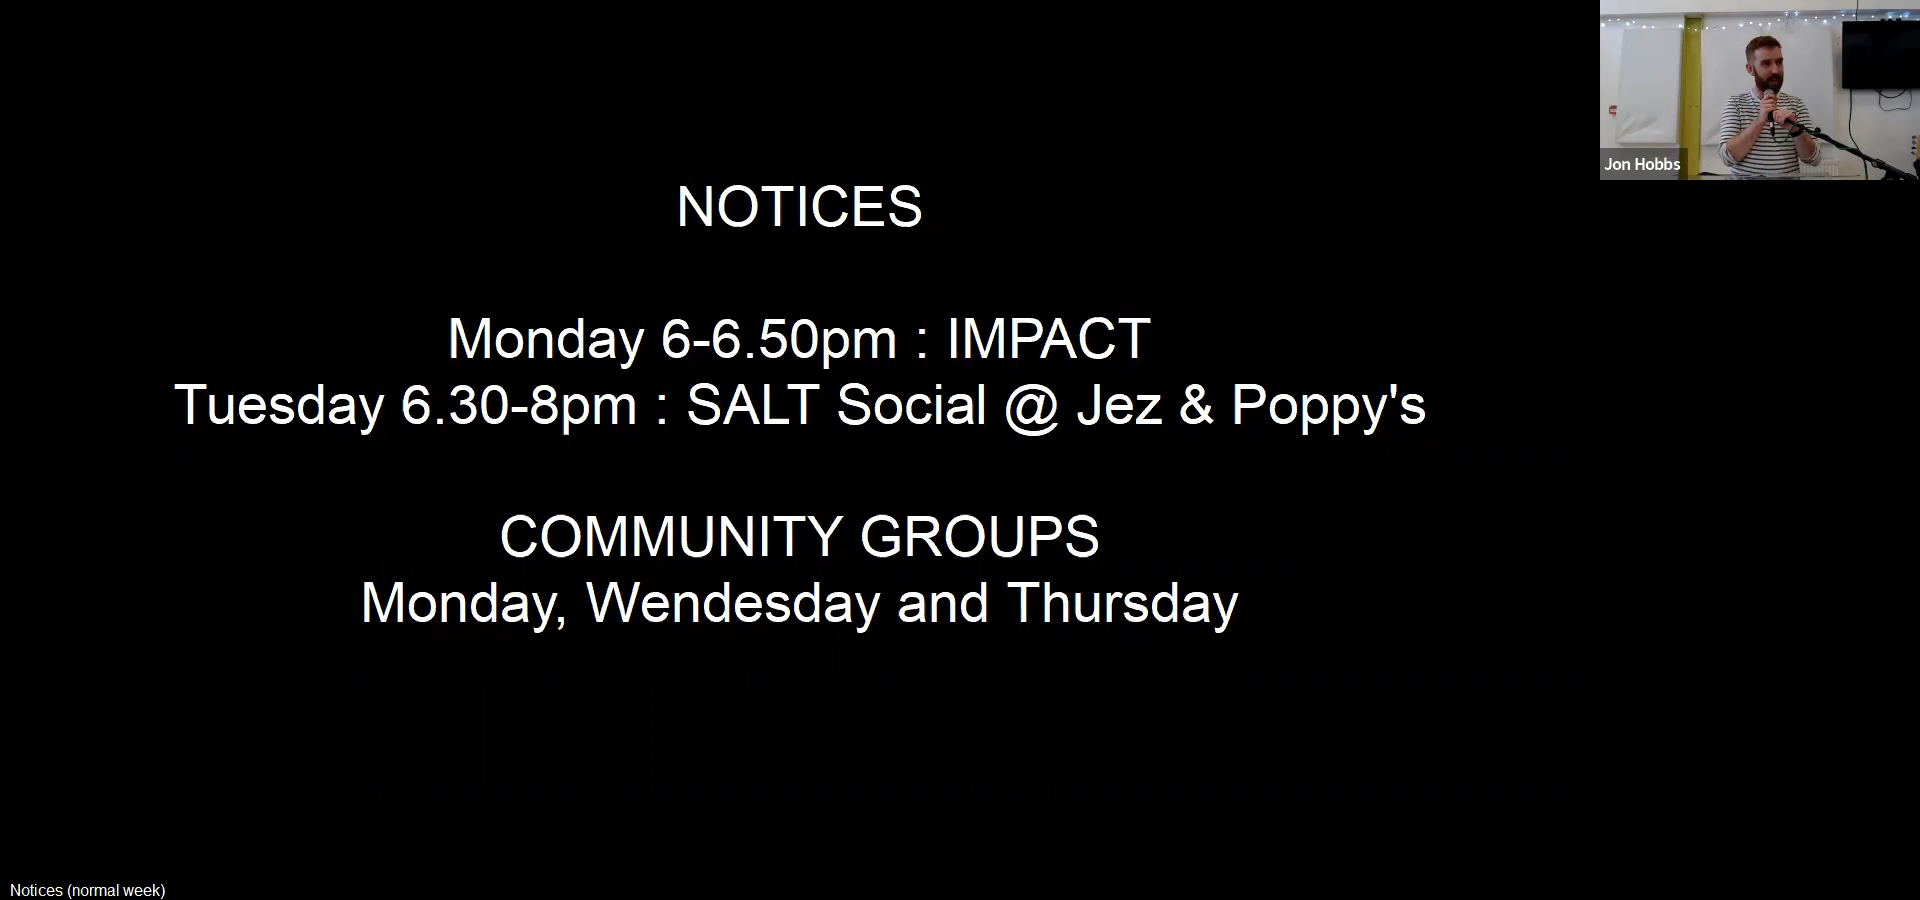 NOTICES
Monday 6-6.50pm : IMPACT
Tuesday 6.30-8pm : SALT Social @ Jez & Poppy's
COMMUNITY GROUPS
Monday, Wendesday and Thursday
Jon Hobbs
Notices (normal week)